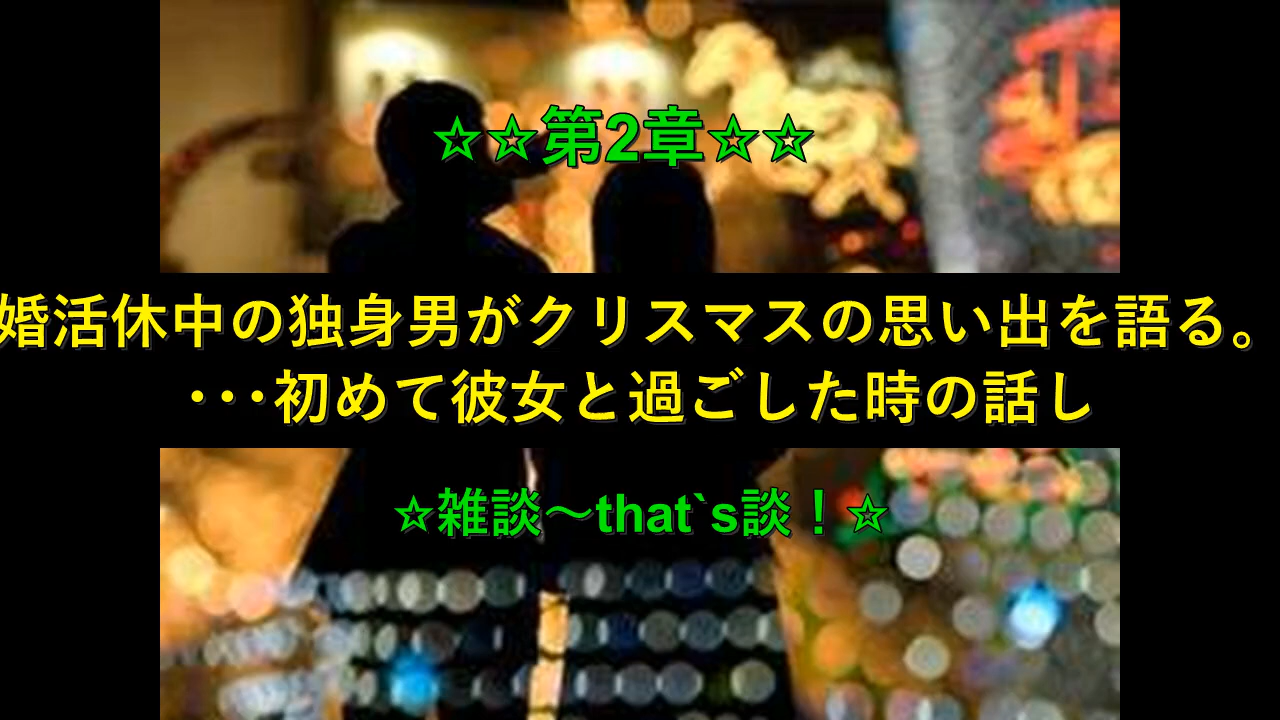 ☆☆第2章☆☆
婚活休中の独身男がクリスマスの思い出を語る。
･･･初めて彼女と過ごした時の話し
☆雑談～that`s談！☆